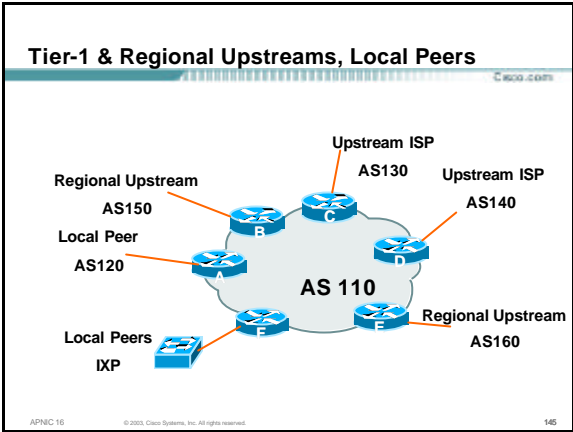 Tier-1 & Regional Upstreams, Local Peers
Cisco.com
Upstream ISP
AS130
Upstream ISP
AS140
Regional Upstream
AS150
Local Peer
AS120
B
C
D
A
AS 110
F
E
Regional Upstream
AS160
Local Peers
IXP
APNIC 16
© 2003, Cisco Systems, Inc. All rights reserved.
145